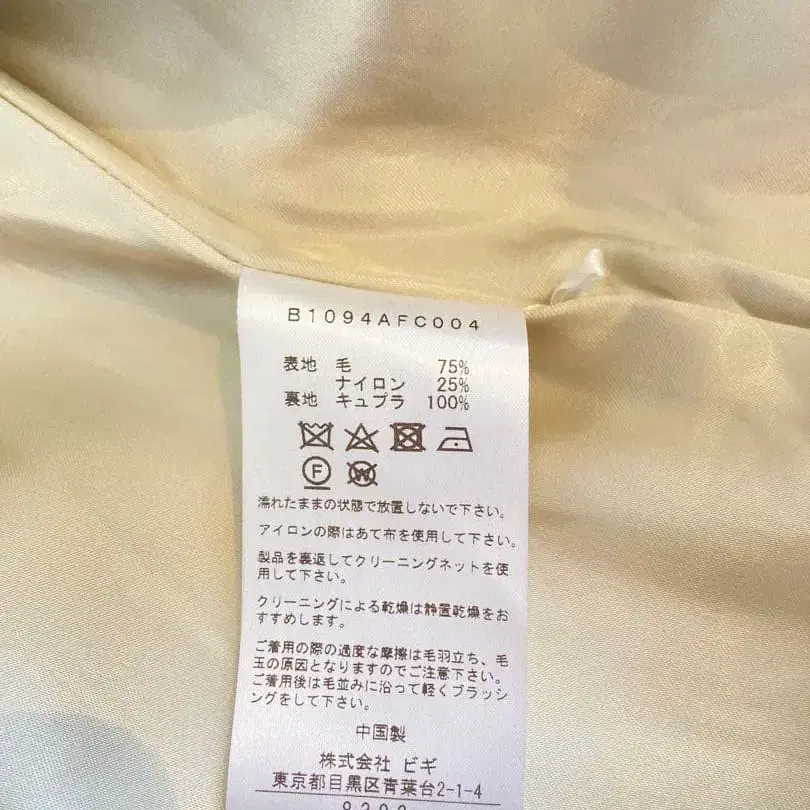 B1094AFC004
表地 毛 75%
ナイロン 25%
裏地 キュプラ 100%
F W
濡れたままの状態で放置しないで下さい。
アイロンの際はあて布を使用して下さい。
製品を裏返してクリーニングネットを使
用して下さい。
クリーニングによる乾燥は静置乾燥をお
すすめします。
ご着用の際の過度な摩擦は毛羽立ち、毛
玉の原因となりますのでご注意下さい。
ご着用後は毛並みに沿って軽くブラッシ
ングをして下さい。
中国製
株式会社 ビギ
東京都目黒区青葉台2-1-4